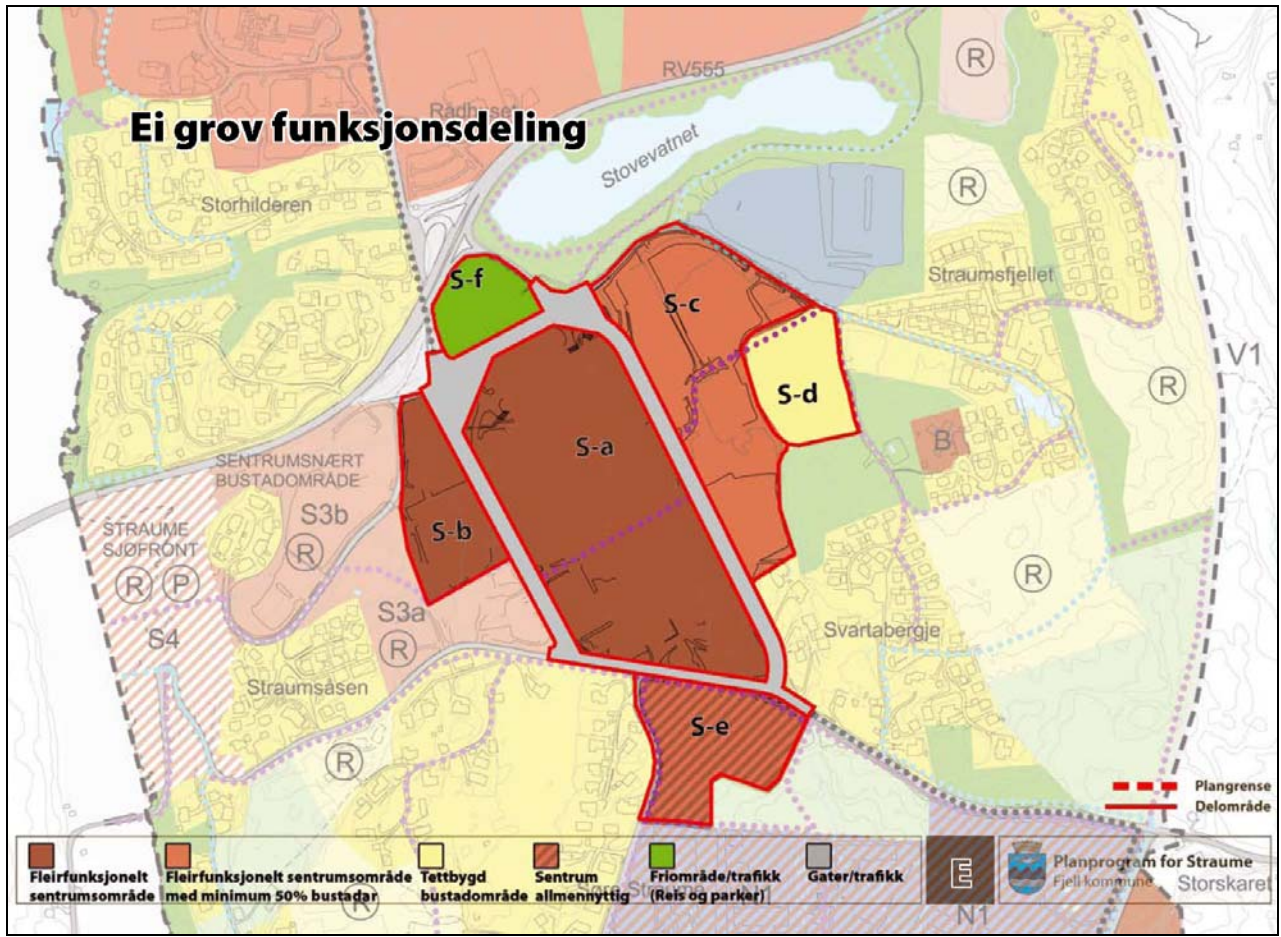 Ei grov funksjonsdeling
RV555
Rådhuset
Stovevatnet
Storhilderen
Straumsfjellet
S-f
S-c
S-d
S-a
S-b
S-e
V1
R
R
R
R
B
SENTRUMSNÆRT
BUSTADOMRÅDE
S3b
R
STRAUME
SJØFRONT
R P
S4
S3a
R
Straumsåsen
R
Svartabergje
Plangrense
Delområde
Fleirfunksjonelt
sentrumsområde
Fleirfunksjonelt sentrumsområde
med minimum 50% bustadar
Tettbygd
bustadområde
Sentrum
allmennyttig
Friområde/trafikk
(Reis og parker)
Gater/trafikk
E
Planprogram for Straume
Fjell kommune
Storskaret
N1
R